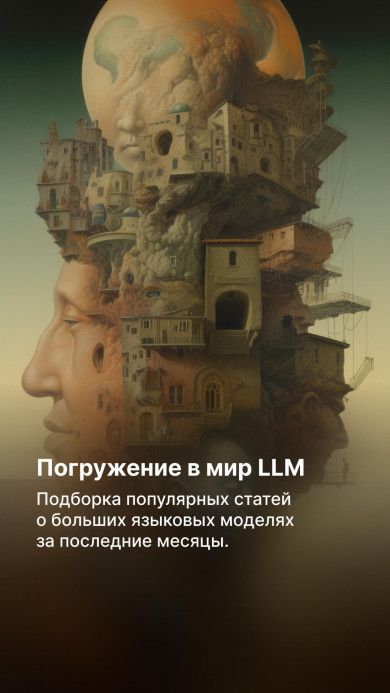 Погружение в мир LLM
Подборка популярных статей
о больших языковых моделях
за последние месяцы.